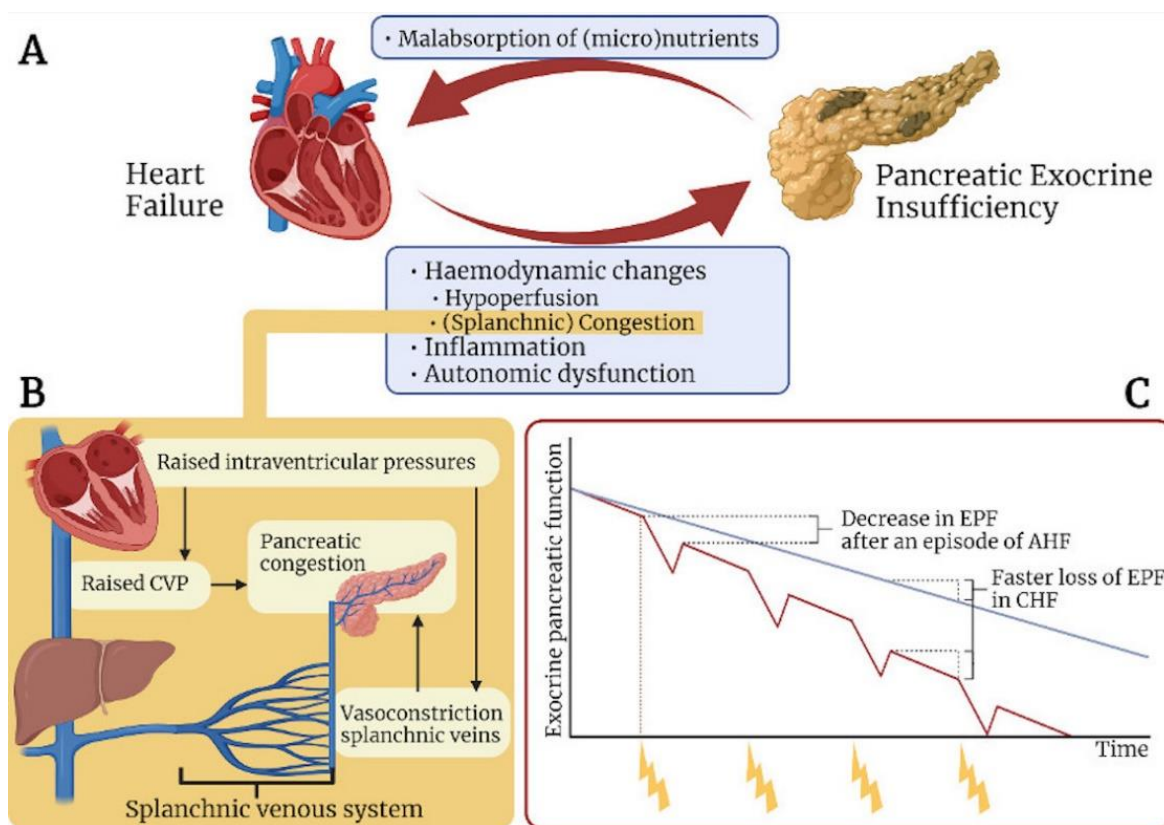 A
· Malabsorption of (micro)nutrients
Heart
Failure
Pancreatic Exocrine
Insufficiency
· Haemodynamic changes
· Hypoperfusion
· (Splanchnic) Congestion
· Inflammation
· Autonomic dysfunction
B
Raised intraventricular pressures
Pancreatic
congestion
Raised CVP
Vasoconstriction
splanchnic veins
Splanchnic venous system
C
Exocrine pancreatic function
Decrease in EPF
after an episode of AHF
Faster loss of EPF
in CHF
Time